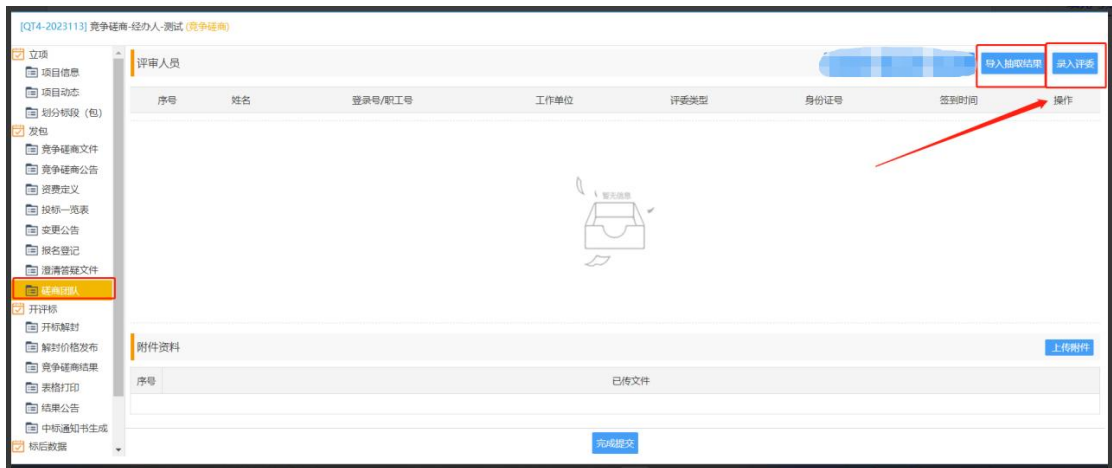 [QT4-2023113] 竞争磋商-经办人-测试 (竞争磋商)
立项
项目信息
项目动态
划分标段（包）
发包
竞争磋商文件
竞争磋商公告
资费定义
投标一览表
变更公告
报名登记
澄清答疑文件
磋商团队
开评标
开标解封
解封价格发布
竞争磋商结果
表格打印
结果公告
中标通知书生成
标后数据
评审人员
导入抽取结果 录入评委
序号 姓名 登录号/职工号 工作单位 评委类型 身份证号 签到时间 操作
暂无信息
附件资料
上传附件
序号 已传文件
完成提交